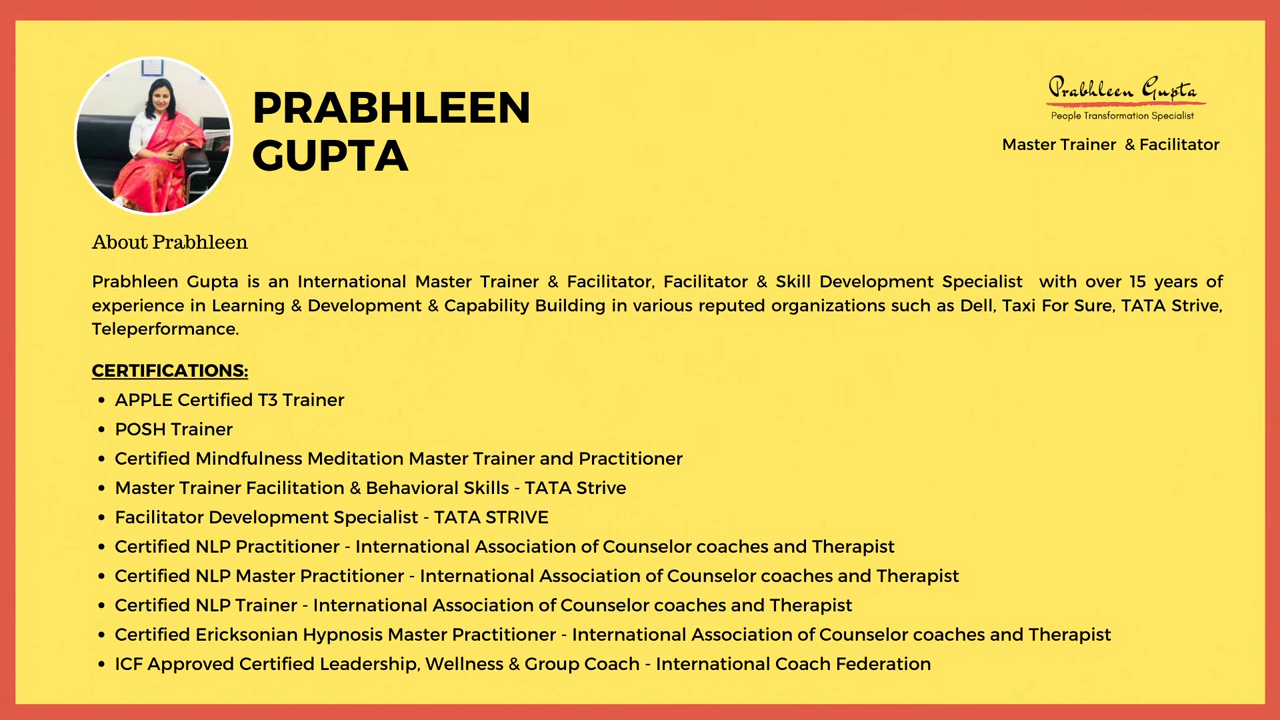 PRABHLEEN
GUPTA
Prabhleen Gupta
People Transformation Specialist
Master Trainer & Facilitator
About Prabhleen
Prabhleen Gupta is an International Master Trainer & Facilitator, Facilitator & Skill Development Specialist with over 15 years of
experience in Learning & Development & Capability Building in various reputed organizations such as Dell, Taxi For Sure, TATA Strive,
Teleperformance.
CERTIFICATIONS:
• APPLE Certified T3 Trainer
• POSH Trainer
• Certified Mindfulness Meditation Master Trainer and Practitioner
• Master Trainer Facilitation & Behavioral Skills - TATA Strive
• Facilitator Development Specialist - TATA STRIVE
• Certified NLP Practitioner - International Association of Counselor coaches and Therapist
• Certified NLP Master Practitioner - International Association of Counselor coaches and Therapist
• Certified NLP Trainer - International Association of Counselor coaches and Therapist
• Certified Ericksonian Hypnosis Master Practitioner - International Association of Counselor coaches and Therapist
• ICF Approved Certified Leadership, Wellness & Group Coach - International Coach Federation